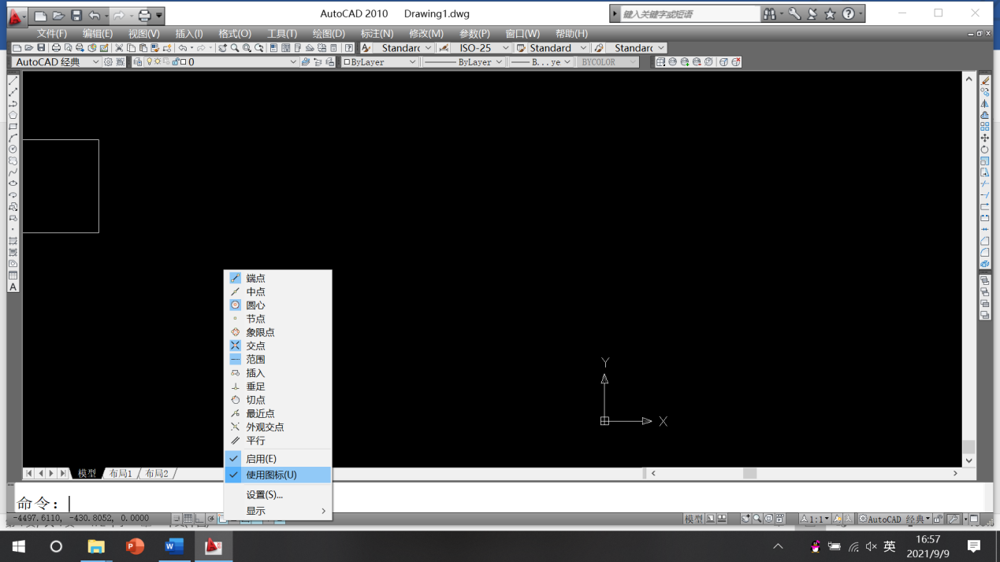 AutoCAD 2010 Drawing1.dwg 键入关键字或短语
文件(F) 编辑(E) 视图(V) 插入(I) 格式(O) 工具(T) 绘图(D) 标注(N) 修改(M) 参数(P) 窗口(W) 帮助(H)
Standard ISO-25 Standard Standard
AutoCAD 经典 0 ByLayer ByLayer B...ye BYCOLOR
A
端点
中点
圆心
节点
象限点
交点
范围
插入
垂足
切点
最近点
外观交点
平行
启用(E)
使用图标(U)
设置(S)...
显示
Y
X
模型 布局1 布局2
命令:
-4497.6110, -430.8052, 0.0000 模型 1:1 AutoCAD 经典
英 16:57
2021/9/9